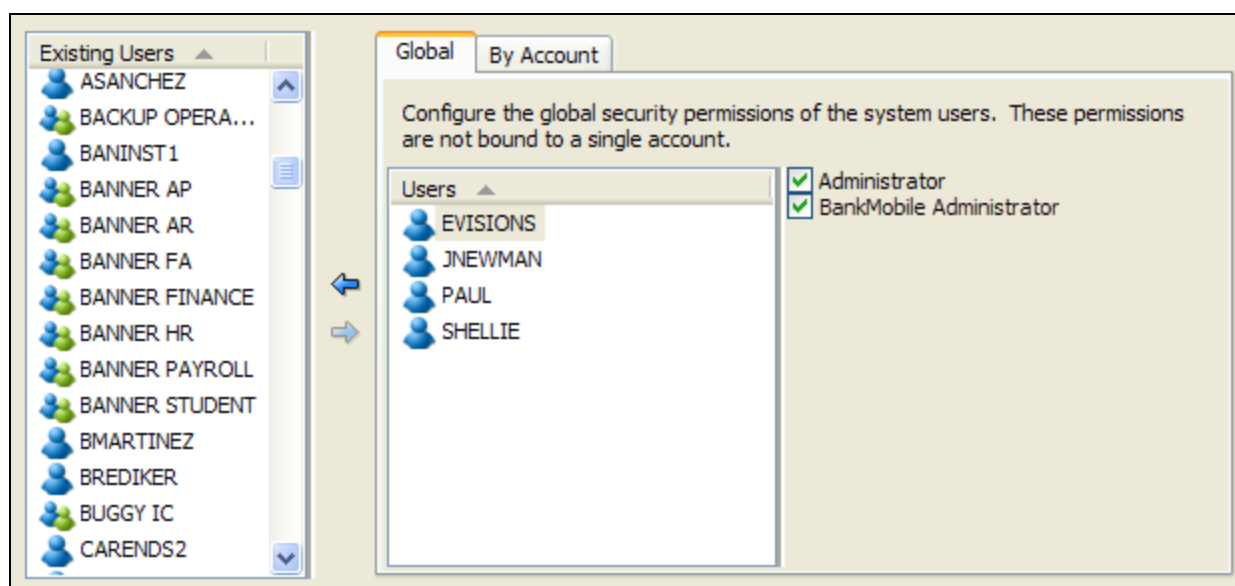 Existing Users
ASANCHEZ
BACKUP OPERA...
BANINST1
BANNER AP
BANNER AR
BANNER FA
BANNER FINANCE
BANNER HR
BANNER PAYROLL
BANNER STUDENT
BMARTINEZ
BREDIKER
BUGGY IC
CARENDS2
Global
By Account
Configure the global security permissions of the system users. These permissions
are not bound to a single account.
Users
EVISIONS
JNEWMAN
PAUL
SHELLIE
Administrator
BankMobile Administrator